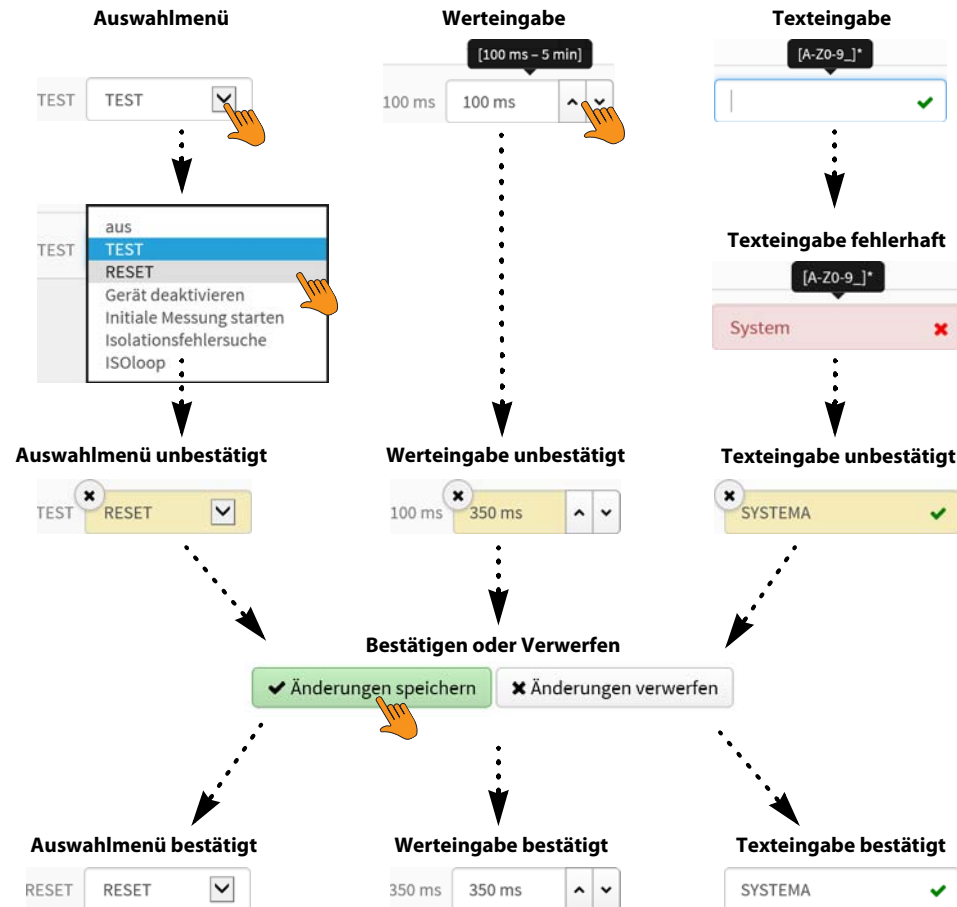 Auswahlmenü
Werteingabe
Texteingabe
[100 ms – 5 min]
[A-Z0-9_]*
TEST TEST
100 ms 100 ms
aus
TEST TEST
RESET
Gerät deaktivieren
Initiale Messung starten
Isolationsfehlersuche
ISOloop
Texteingabe fehlerhaft
[A-Z0-9_]*
System
Auswahlmenü unbestätigt
Werteingabe unbestätigt
Texteingabe unbestätigt
TEST RESET
100 ms 350 ms
SYSTEMA
Bestätigen oder Verwerfen
Änderungen speichern
Änderungen verwerfen
Auswahlmenü bestätigt
Werteingabe bestätigt
Texteingabe bestätigt
RESET RESET
350 ms 350 ms
SYSTEMA